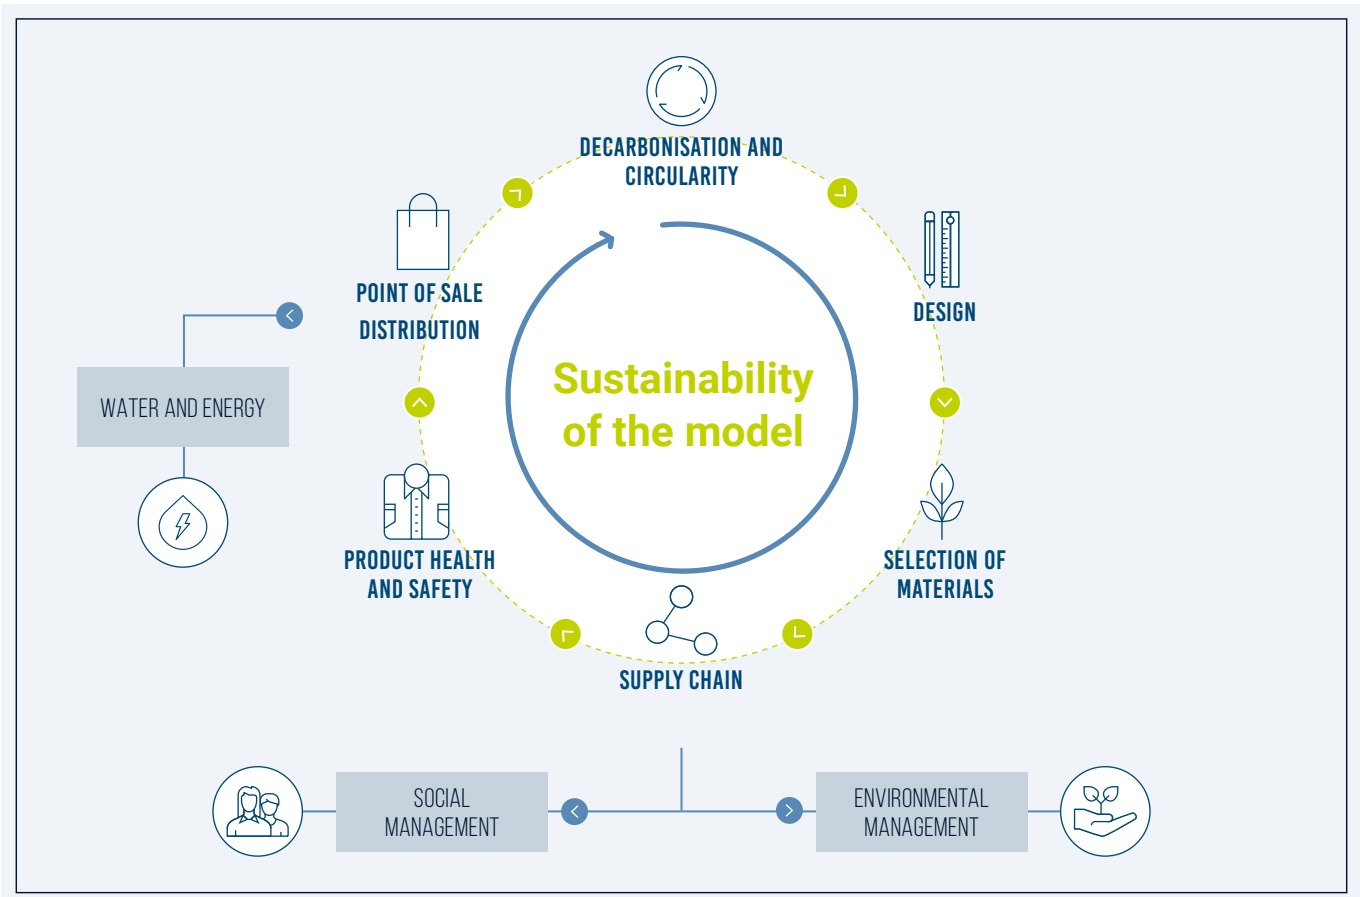 DECARBONISATION AND
CIRCULARITY
POINT OF SALE
DISTRIBUTION
DESIGN
Sustainability
of the model
WATER AND ENERGY
PRODUCT HEALTH
AND SAFETY
SELECTION OF
MATERIALS
SUPPLY CHAIN
SOCIAL
MANAGEMENT
ENVIRONMENTAL
MANAGEMENT